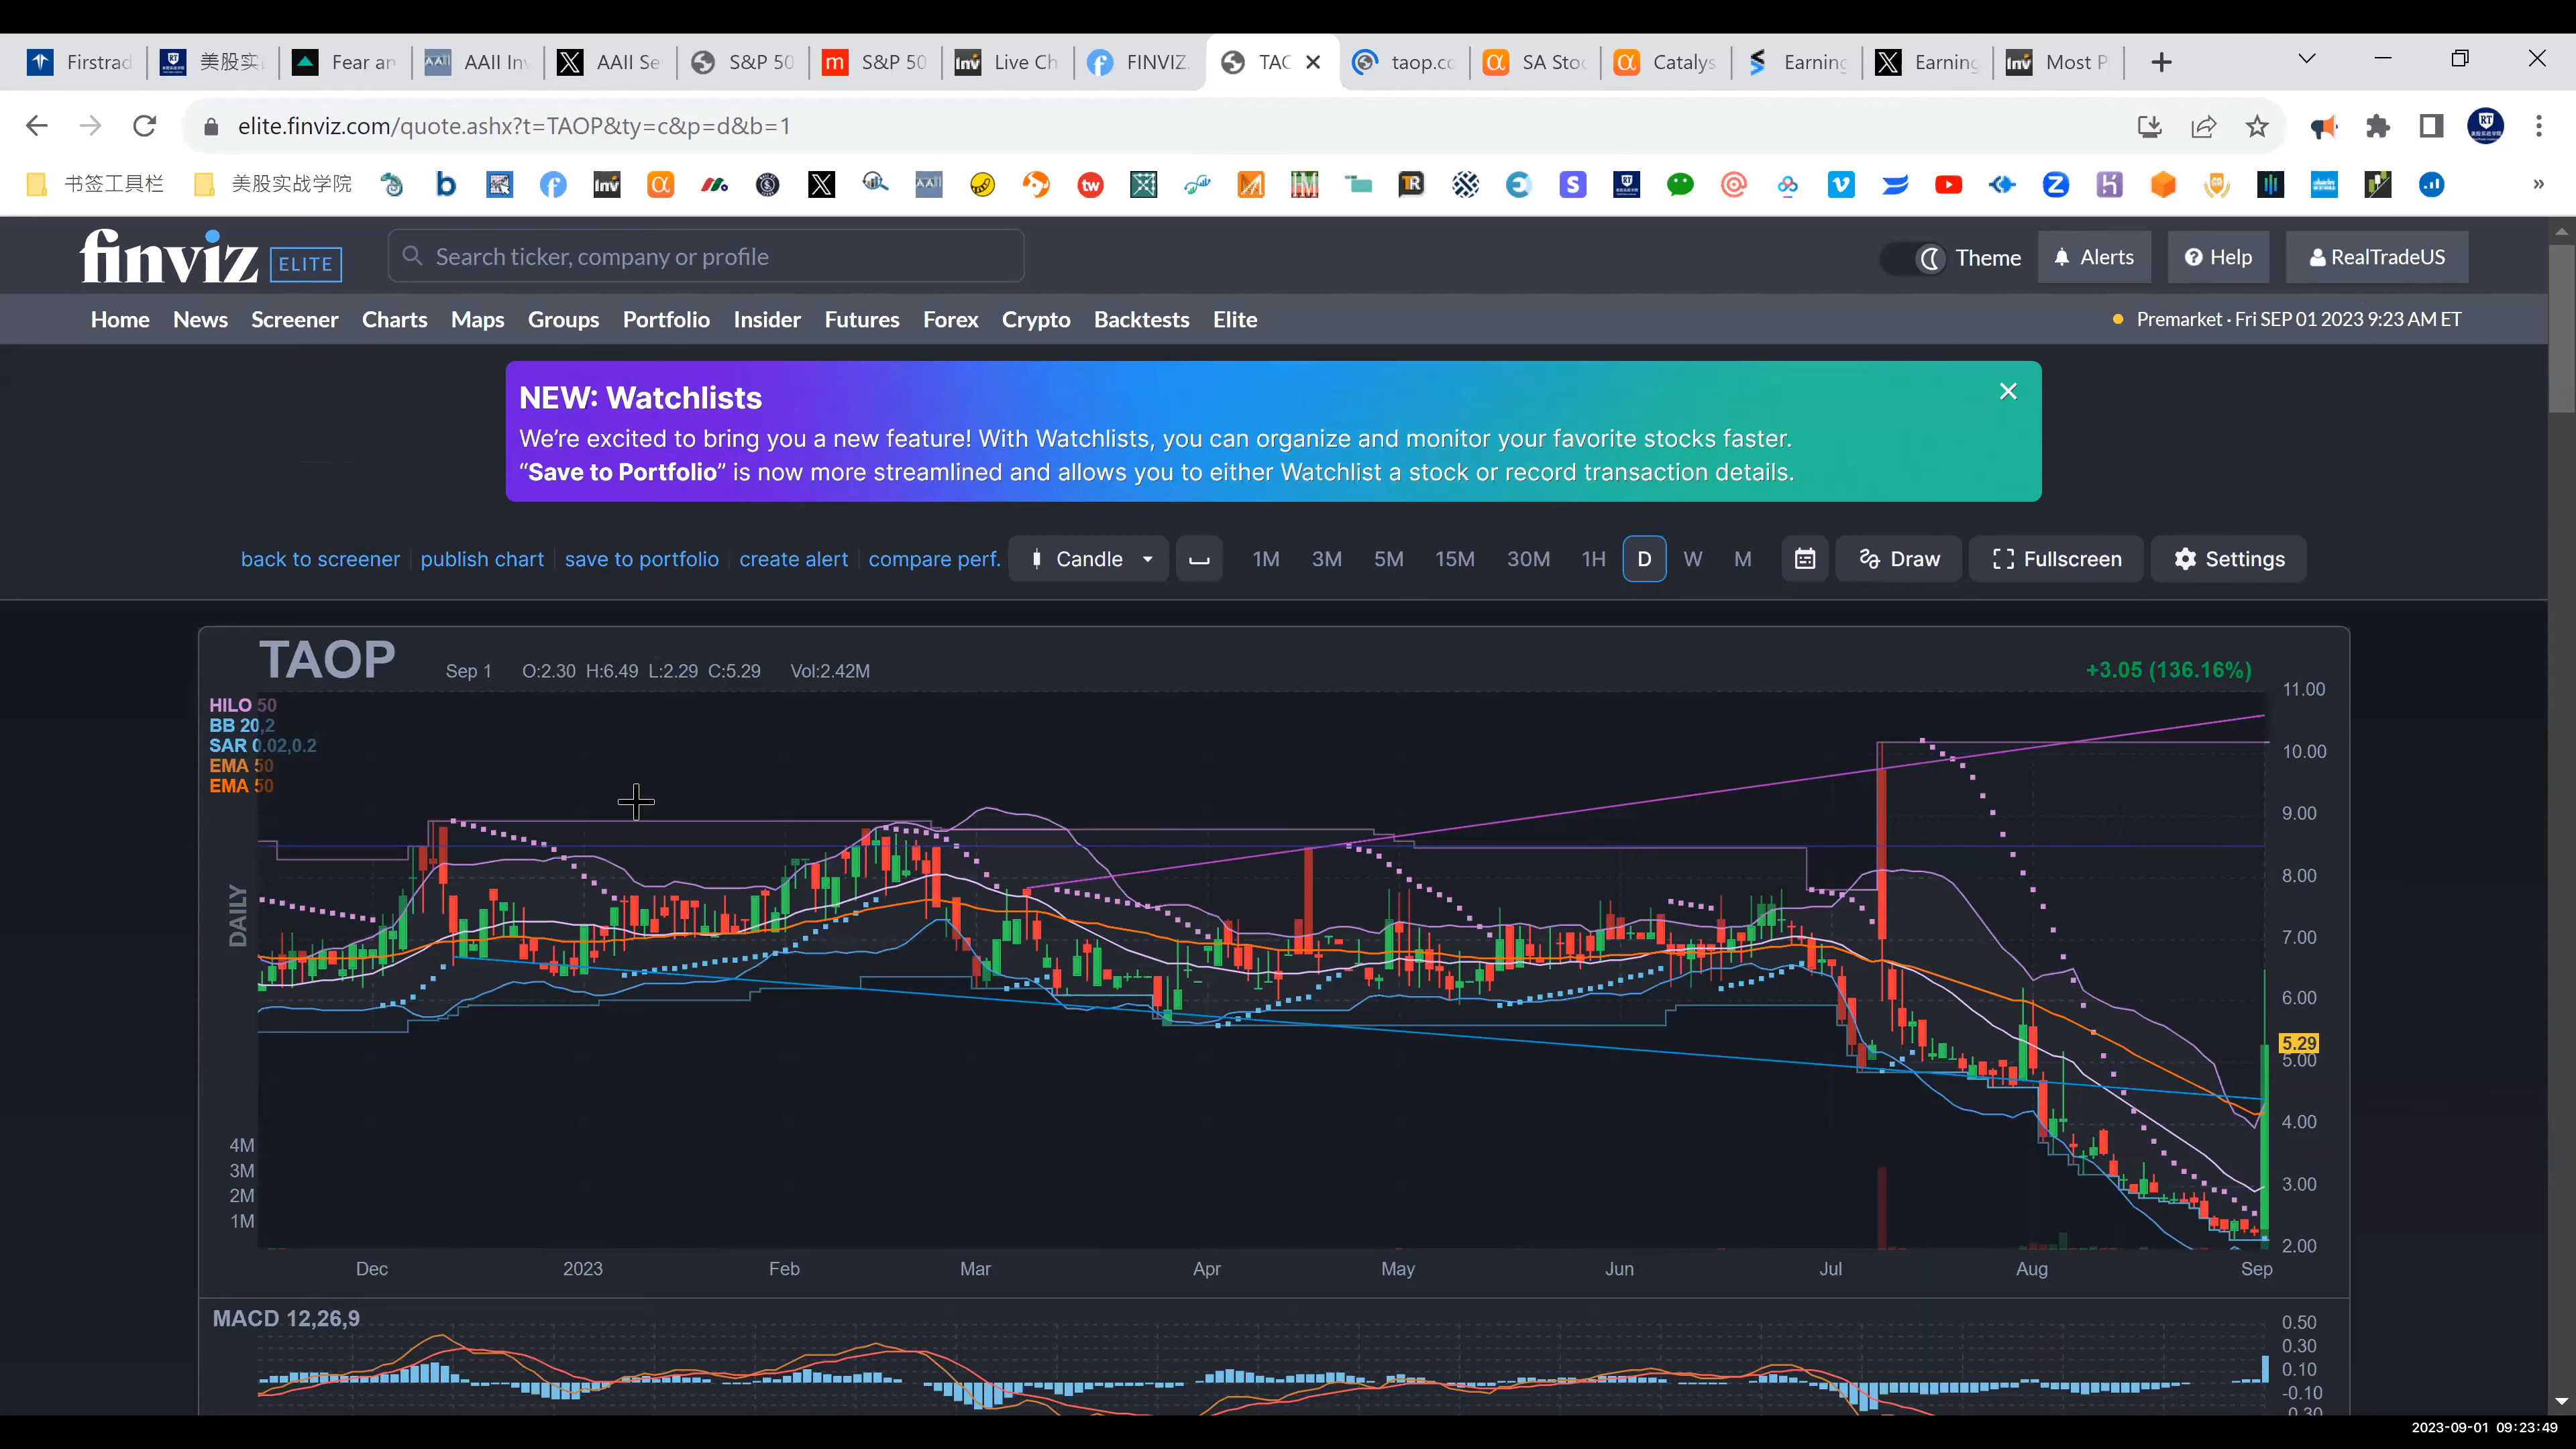 Firstrad 美股实 Fear an AAII Inv AAII Se S&P 50 S&P 50 Live Ch FINVIZ TAO taop.co SA Stoc Catalys Earning Earning Most P
elite.finviz.com/quote.ashx?t=TAOP&ty=c&p=d&b=1
书签工具栏 美股实战学院
finviz ELITE Search ticker, company or profile Theme Alerts Help RealTradeUS
Home News Screener Charts Maps Groups Portfolio Insider Futures Forex Crypto Backtests Elite Premarket · Fri SEP 01 2023 9:23 AM ET
NEW: Watchlists
We’re excited to bring you a new feature! With Watchlists, you can organize and monitor your favorite stocks faster.
“Save to Portfolio” is now more streamlined and allows you to either Watchlist a stock or record transaction details.
back to screener publish chart save to portfolio create alert compare perf. Candle 1M 3M 5M 15M 30M 1H D W M Draw Fullscreen Settings
TAOP Sep 1 O:2.30 H:6.49 L:2.29 C:5.29 Vol:2.42M +3.05 (136.16%)
11.00
HILO 50
BB 20,2
SAR 0.02,0.2
10.00
EMA 50
EMA 50
9.00
8.00
DAILY
7.00
6.00
5.29
5.00
4.00
4M
3M
3.00
2M
1M
2.00
Dec 2023 Feb Mar Apr May Jun Jul Aug Sep
MACD 12,26,9
0.50
0.30
0.10
-0.10
2023-09-01 09:23:49